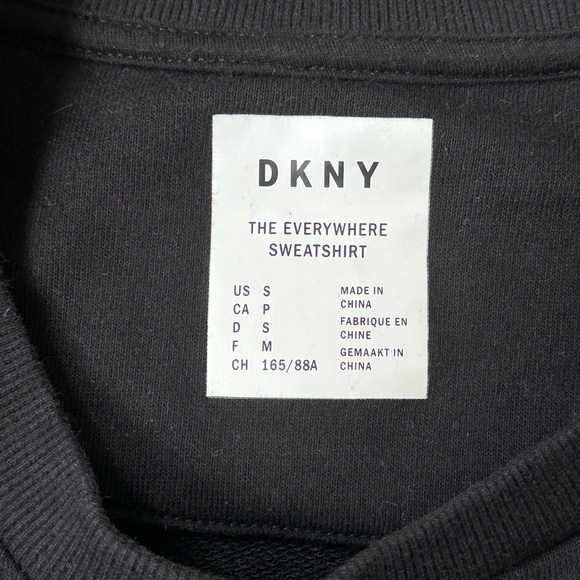 DKNY
THE EVERYWHERE
SWEATSHIRT
US S
CA P
D S
F M
CH 165/88A
MADE IN
CHINA
FABRIQUE EN
CHINE
GEMAAKT IN
CHINA